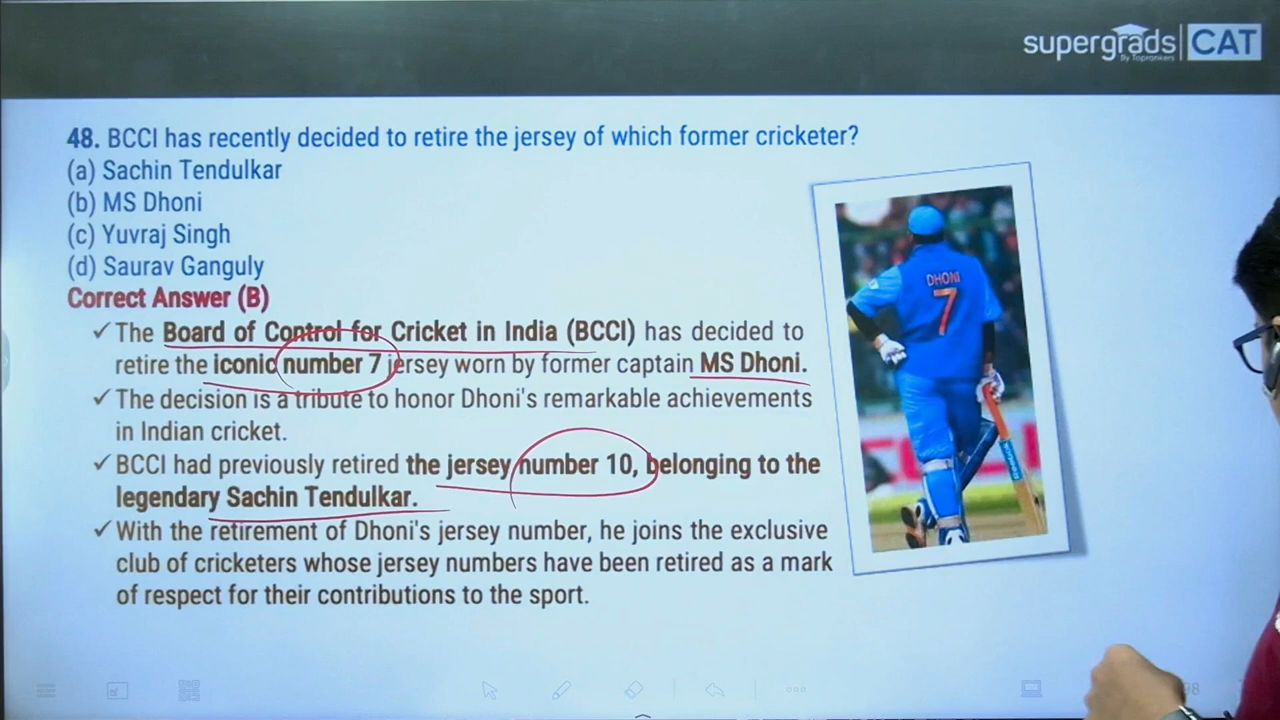 supergrads CAT
By Toprankers
48. BCCI has recently decided to retire the jersey of which former cricketer?
(a) Sachin Tendulkar
(b) MS Dhoni
(c) Yuvraj Singh
(d) Saurav Ganguly
Correct Answer (B)
✓ The Board of Control for Cricket in India (BCCI) has decided to
retire the iconic number 7 jersey worn by former captain MS Dhoni.
✓ The decision is a tribute to honor Dhoni's remarkable achievements
in Indian cricket.
✓ BCCI had previously retired the jersey number 10, belonging to the
legendary Sachin Tendulkar.
✓ With the retirement of Dhoni's jersey number, he joins the exclusive
club of cricketers whose jersey numbers have been retired as a mark
of respect for their contributions to the sport.
DHONI
7
98